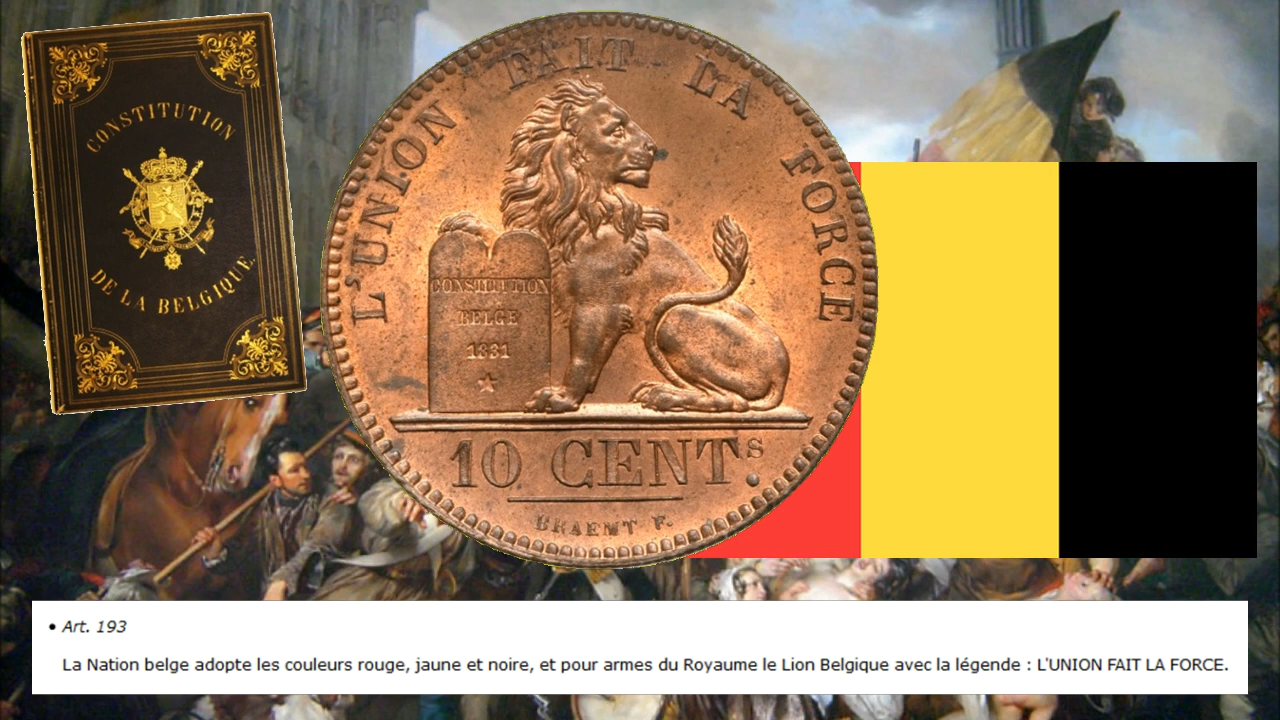 CONSTITUTION
DE LA BELGIQUE.
L'UNION FAIT LA FORCE
CONSTITUTION
BELGE
1831
10 CENT.s
BRAEMT F.
• Art. 193
La Nation belge adopte les couleurs rouge, jaune et noire, et pour armes du Royaume le Lion Belgique avec la légende : L'UNION FAIT LA FORCE.